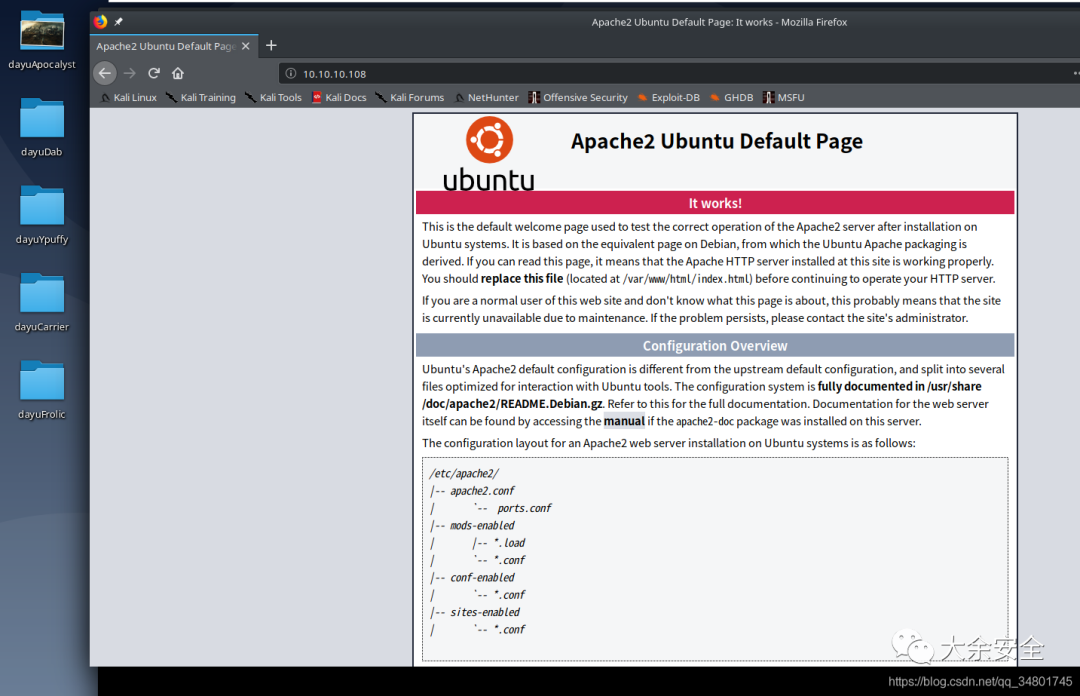 Apache2 Ubuntu Default Page: It works - Mozilla Firefox
Apache2 Ubuntu Default Page
10.10.10.108
Kali Linux Kali Training Kali Tools Kali Docs Kali Forums NetHunter Offensive Security Exploit-DB GHDB MSFU
dayuApocalyst
dayuDab
dayuYpuffy
dayuCarrier
dayuFrolic
ubuntu
Apache2 Ubuntu Default Page
It works!
This is the default welcome page used to test the correct operation of the Apache2 server after installation on
Ubuntu systems. It is based on the equivalent page on Debian, from which the Ubuntu Apache packaging is
derived. If you can read this page, it means that the Apache HTTP server installed at this site is working properly.
You should replace this file (located at /var/www/html/index.html) before continuing to operate your HTTP server.
If you are a normal user of this web site and don't know what this page is about, this probably means that the site
is currently unavailable due to maintenance. If the problem persists, please contact the site's administrator.
Configuration Overview
Ubuntu's Apache2 default configuration is different from the upstream default configuration, and split into several
files optimized for interaction with Ubuntu tools. The configuration system is fully documented in /usr/share
/doc/apache2/README.Debian.gz. Refer to this for the full documentation. Documentation for the web server
itself can be found by accessing the manual if the apache2-doc package was installed on this server.
The configuration layout for an Apache2 web server installation on Ubuntu systems is as follows:
/etc/apache2/
|-- apache2.conf
|       `--  ports.conf
|-- mods-enabled
|       |-- *.load
|       `-- *.conf
|-- conf-enabled
|       `-- *.conf
|-- sites-enabled
|       `-- *.conf
大余安全
https://blog.csdn.net/qq_34801745